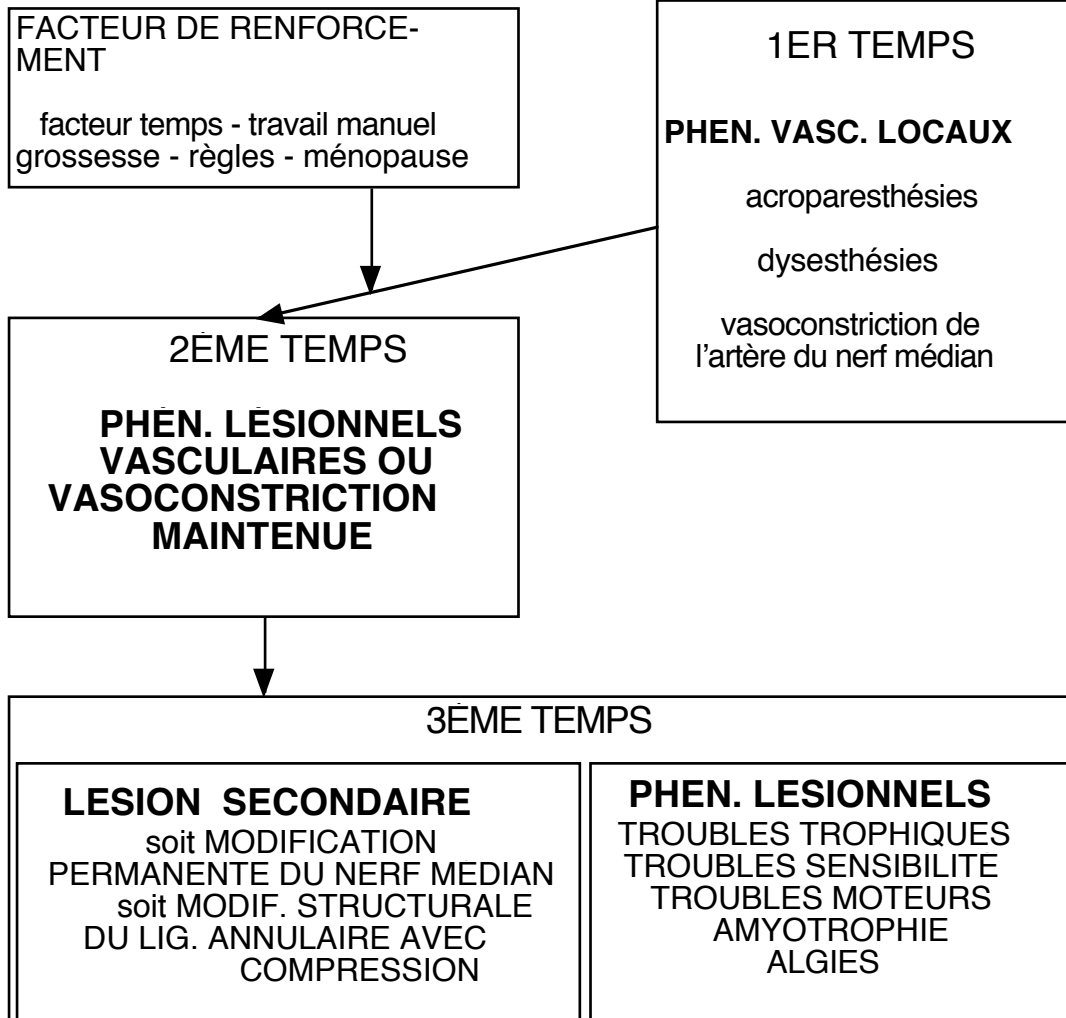 FACTEUR DE RENFORCE-
MENT
facteur temps - travail manuel
grossesse - règles - ménopause
1ER TEMPS
PHEN. VASC. LOCAUX
acroparesthésies
dysesthésies
vasoconstriction de
l'artère du nerf médian
2ÈME TEMPS
PHÉN. LÉSIONNELS
VASCULAIRES OU
VASOCONSTRICTION
MAINTENUE
3ÈME TEMPS
LESION SECONDAIRE
soit MODIFICATION
PERMANENTE DU NERF MEDIAN
soit MODIF. STRUCTURALE
DU LIG. ANNULAIRE AVEC
COMPRESSION
PHEN. LESIONNELS
TROUBLES TROPHIQUES
TROUBLES SENSIBILITÉ
TROUBLES MOTEURS
AMYOTROPHIE
ALGIES